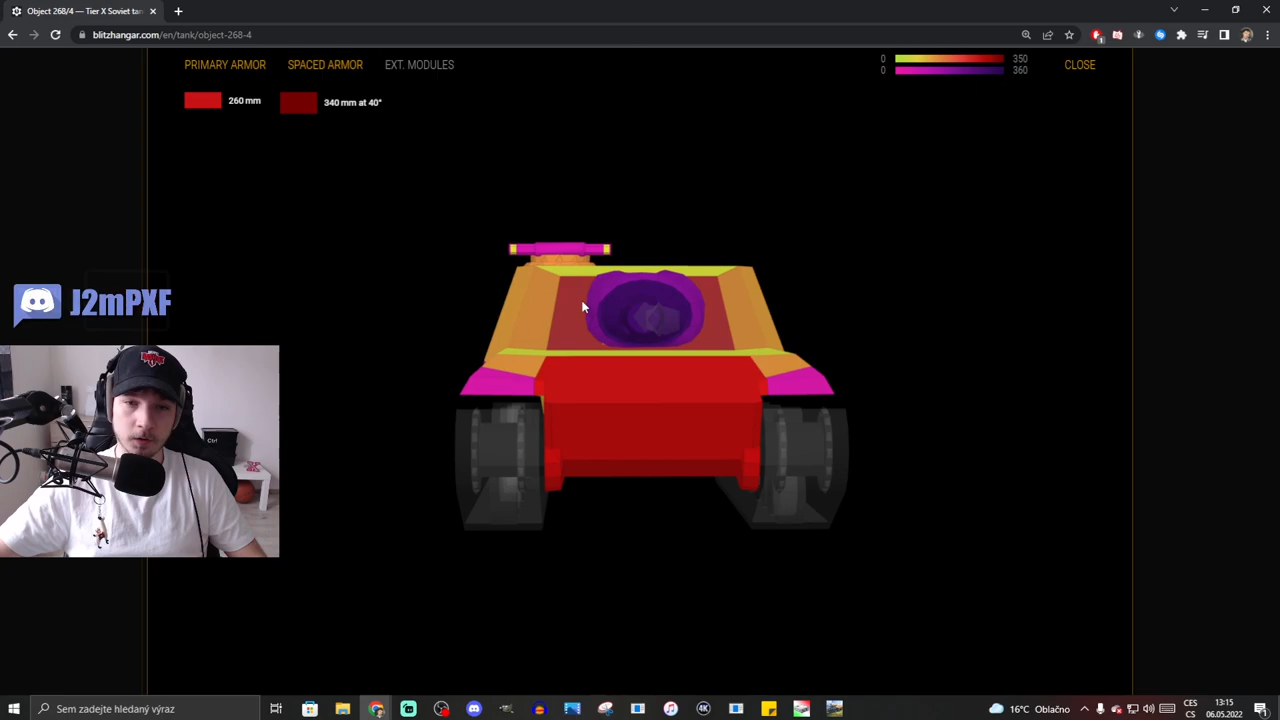 Object 268/4 — Tier X Soviet tan
blitzhangar.com/en/tank/object-268-4
PRIMARY ARMOR SPACED ARMOR EXT. MODULES
0 350
0 360
CLOSE
260 mm 340 mm at 40°
J2mPXF
Ctrl
Sem zadejte hledaný výraz
4K
16°C Oblačno
CES
CS
13:15
06.05.2022